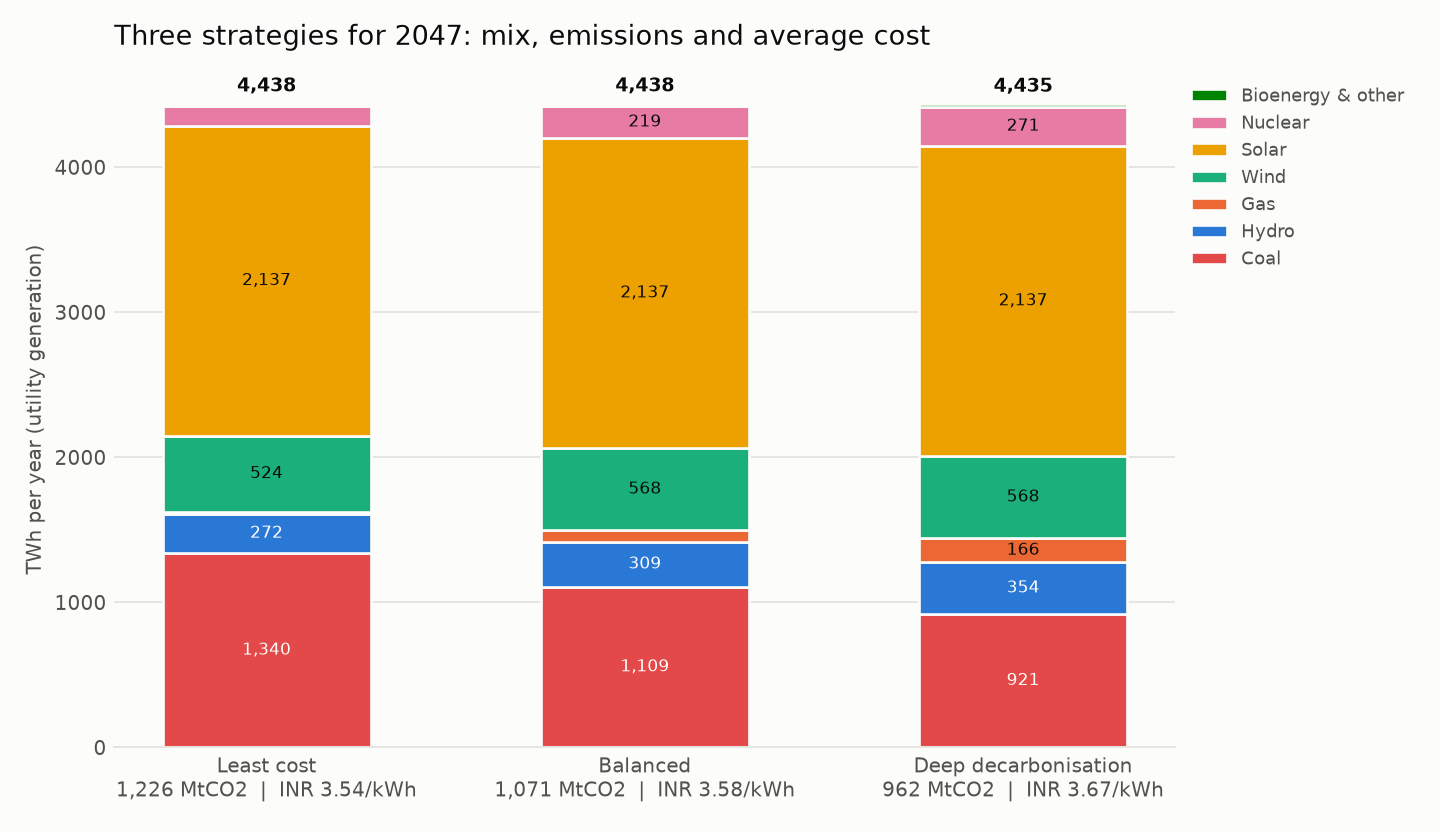 Three strategies for 2047: mix, emissions and average cost
4,438
4,438
4,435
Bioenergy & other
Nuclear
Solar
Wind
Gas
Hydro
Coal
TWh per year (utility generation)
4000
3000
2000
1000
0
2,137
524
272
1,340
219
2,137
568
309
1,109
271
2,137
568
166
354
921
Least cost
1,226 MtCO2 | INR 3.54/kWh
Balanced
1,071 MtCO2 | INR 3.58/kWh
Deep decarbonisation
962 MtCO2 | INR 3.67/kWh